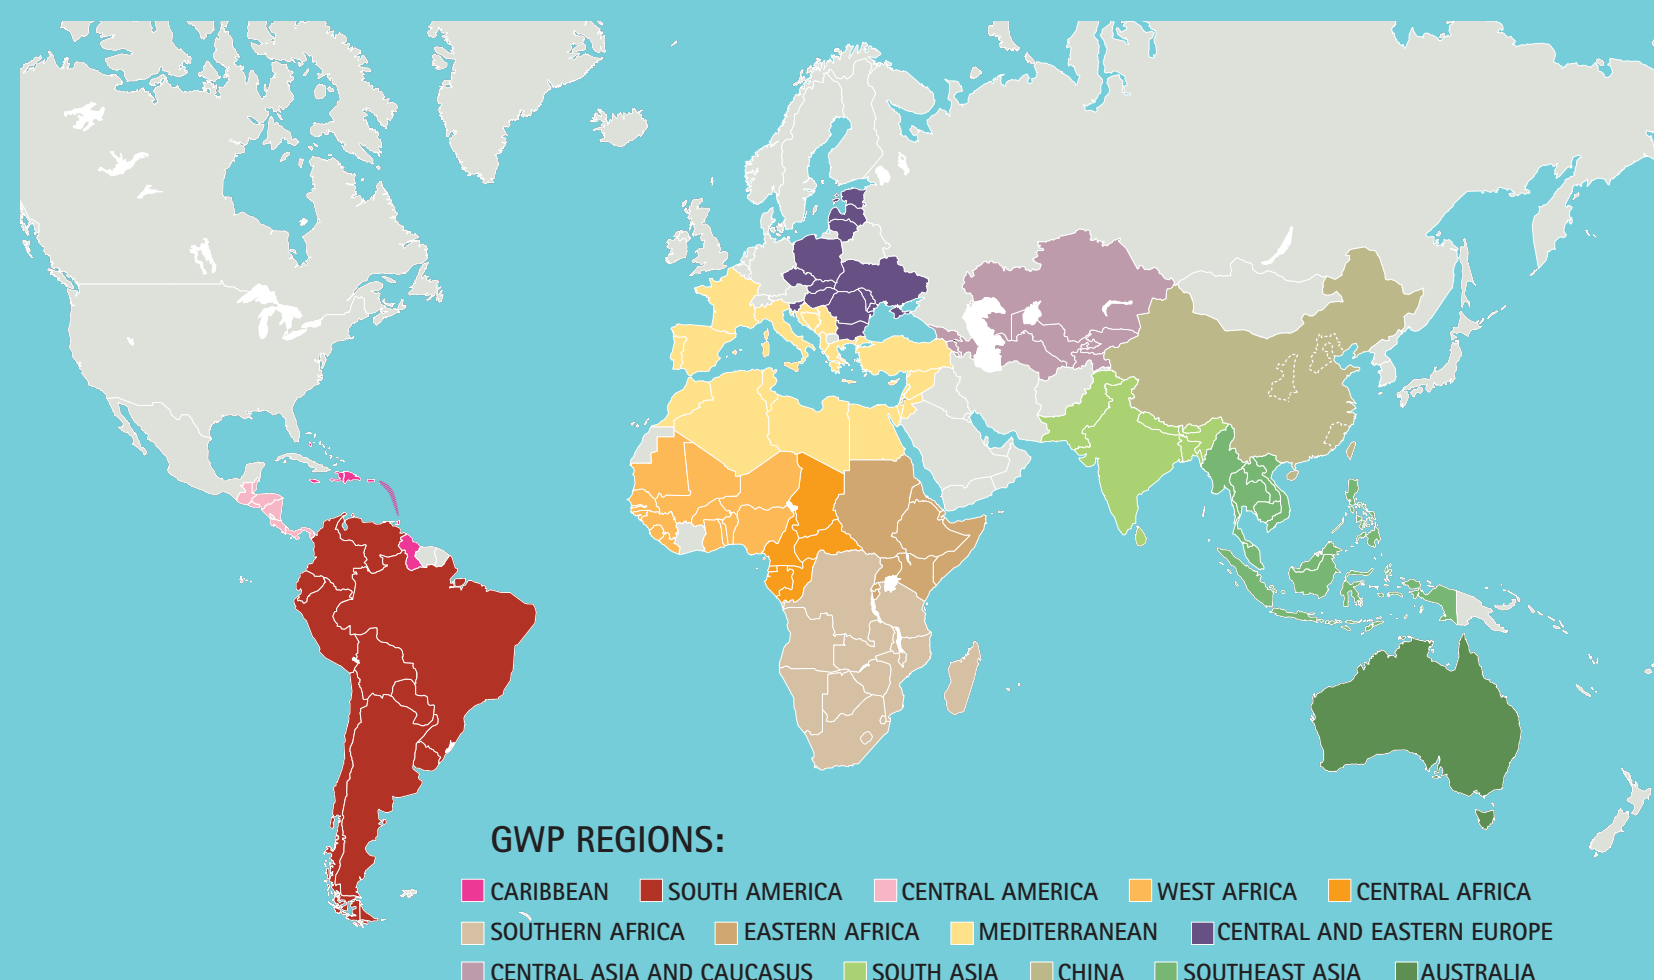 GWP REGIONS:
CARIBBEAN SOUTH AMERICA CENTRAL AMERICA WEST AFRICA CENTRAL AFRICA
SOUTHERN AFRICA EASTERN AFRICA MEDITERRANEAN CENTRAL AND EASTERN EUROPE
CENTRAL ASIA AND CAUCASUS SOUTH ASIA CHINA SOUTHEAST ASIA AUSTRALIA